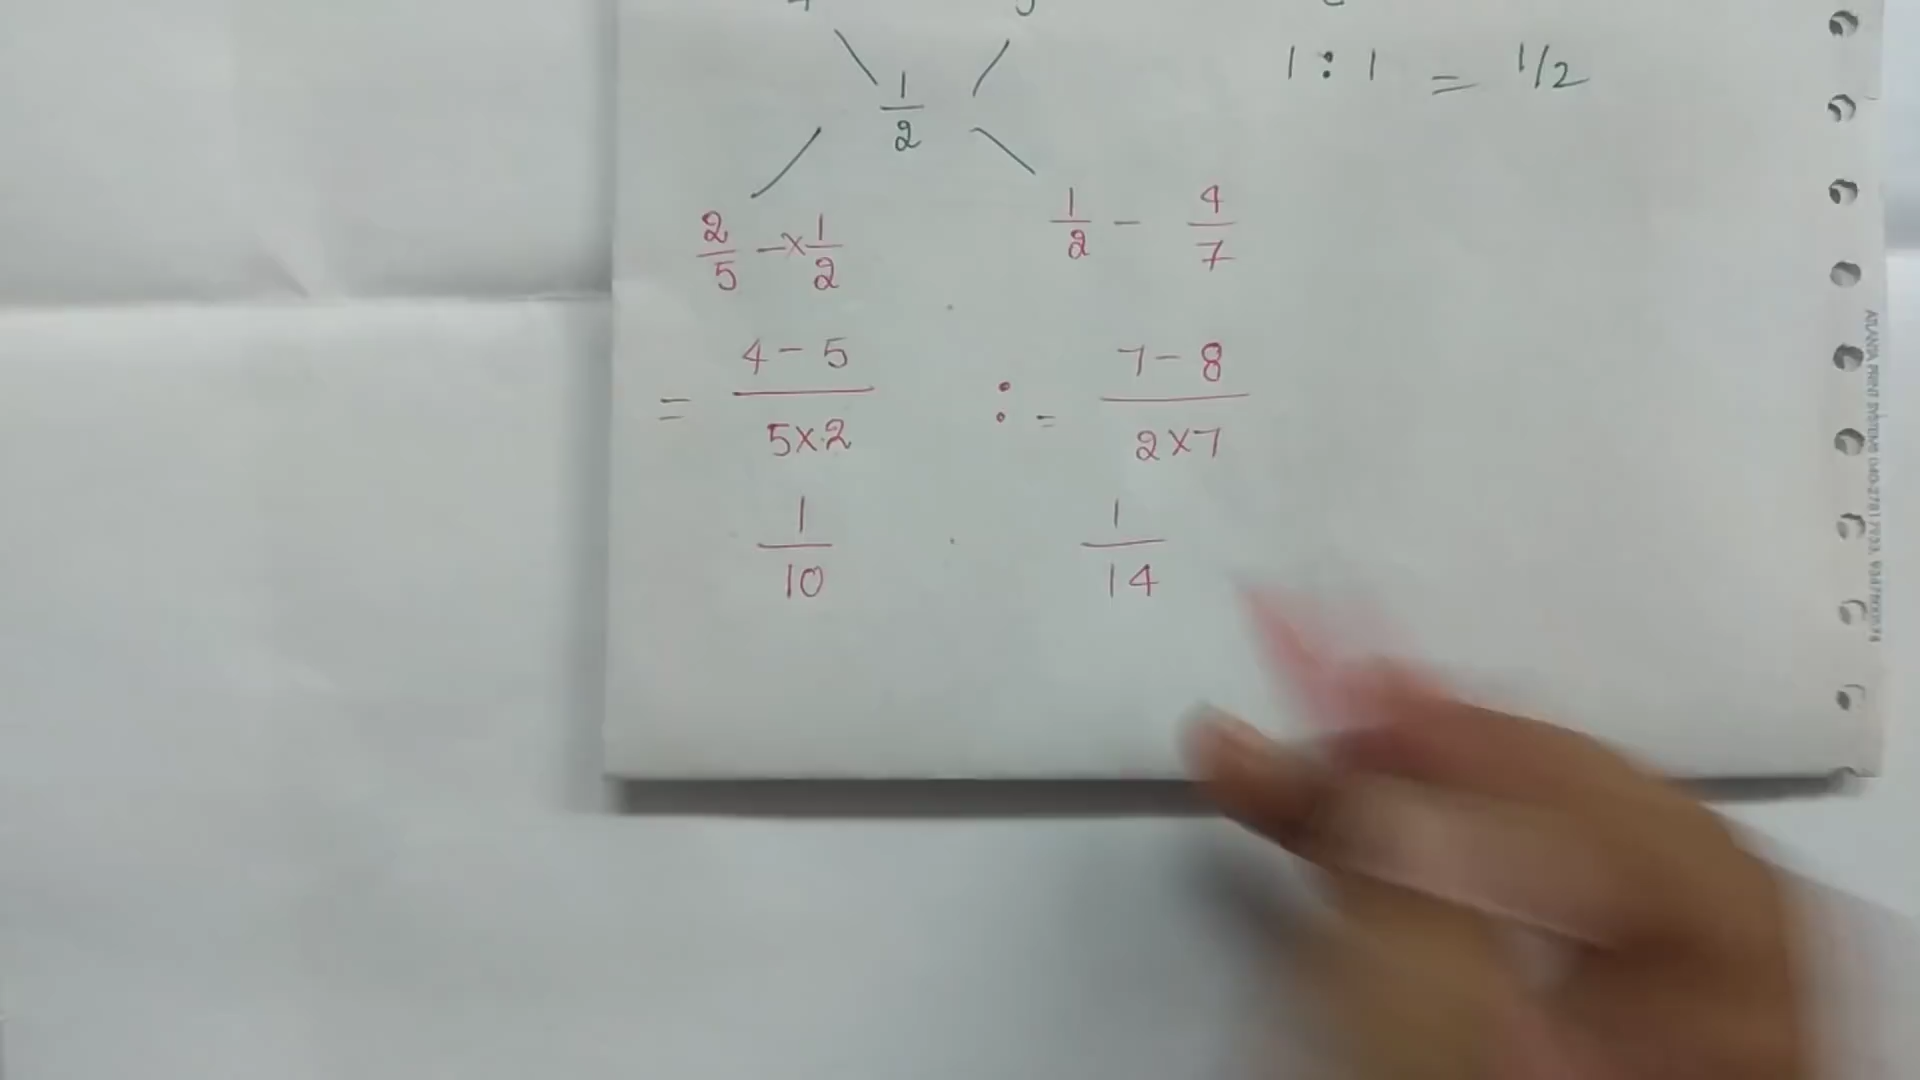 1 : 1 = 1/2
1/2
2/5 -× 1/2    1/2 - 4/7
= (4 - 5)/(5×2) : = (7 - 8)/(2×7)
1/10    1/14